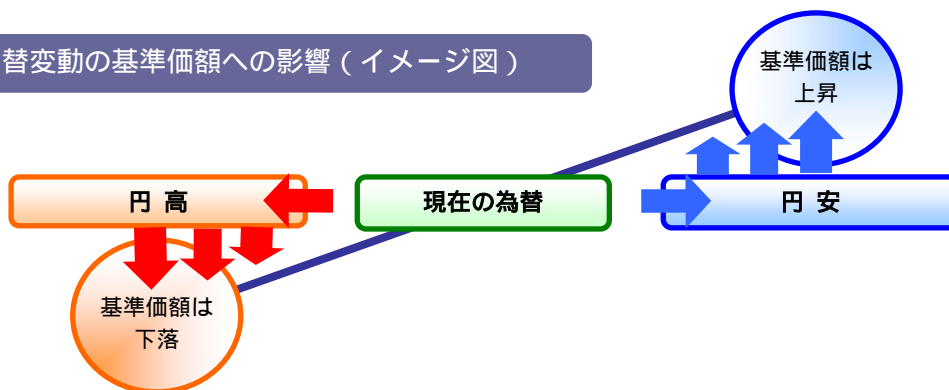 替変動の基準価額への影響（イメージ図）
基準価額は
上昇
円 高
現在の為替
円 安
基準価額は
下落